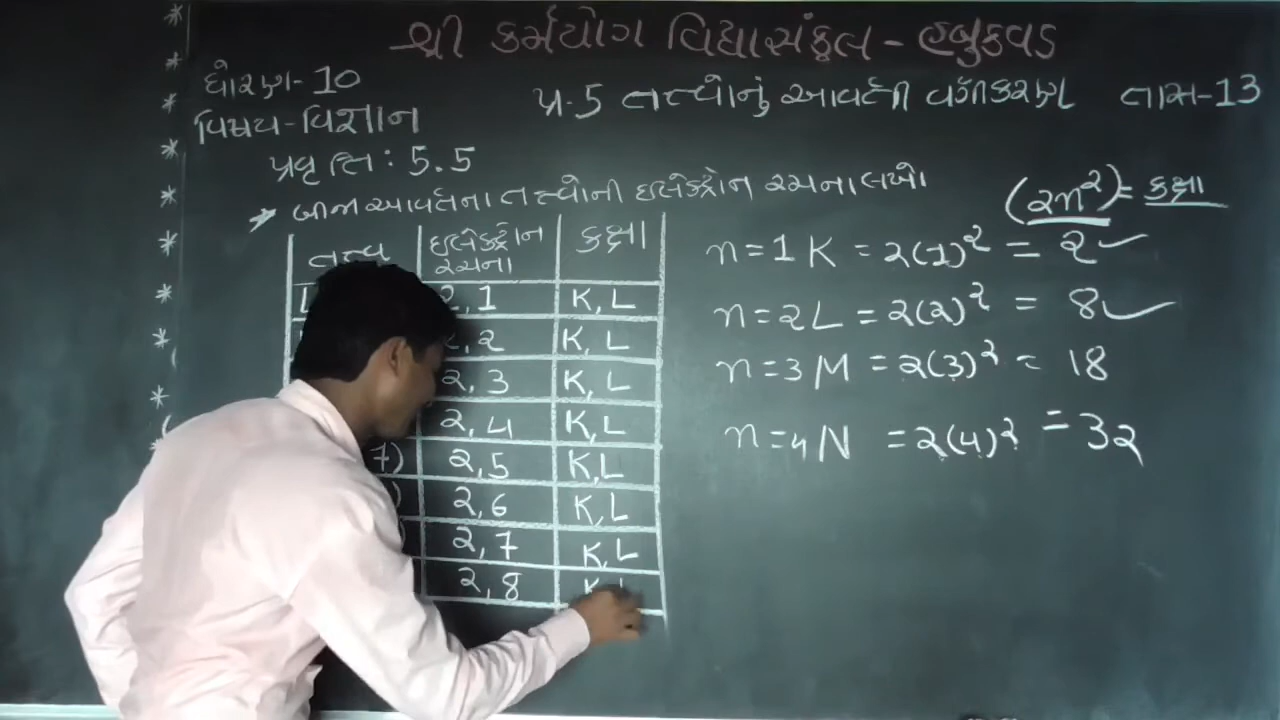 શ્રી કર્મયોગ વિદ્યાસંકુલ - હબુકવડ
ધોરણ-10
પ્ર-5 તત્ત્વોનું આવર્તી વર્ગીકરણ તાસ-13
વિષય-વિજ્ઞાન
પ્રવૃત્તિ : 5.5
* બીજા આવર્તના તત્ત્વોની ઇલેક્ટ્રોન રચના લખો
(2n²) = કક્ષા
તત્ત્વ ઇલેક્ટ્રોન રચના કક્ષા
2,1 K, L
2,2 K, L
2,3 K, L
2,4 K, L
7) 2,5 K, L
) 2,6 K, L
) 2,7 K, L
2,8
n=1 K = 2(1)² = 2 ✓
n=2 L = 2(2)² = 8 ✓
n=3 M = 2(3)² = 18
n=4 N = 2(4)² = 32